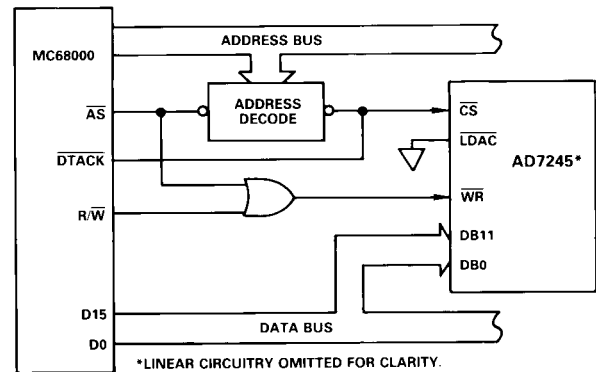 ADDRESS BUS
MC68000
ADDRESS
DECODE
AS
CS
DTACK
LDAC
AD7245*
R/W
WR
DB11
DB0
D15
DATA BUS
D0
*LINEAR CIRCUITRY OMITTED FOR CLARITY.